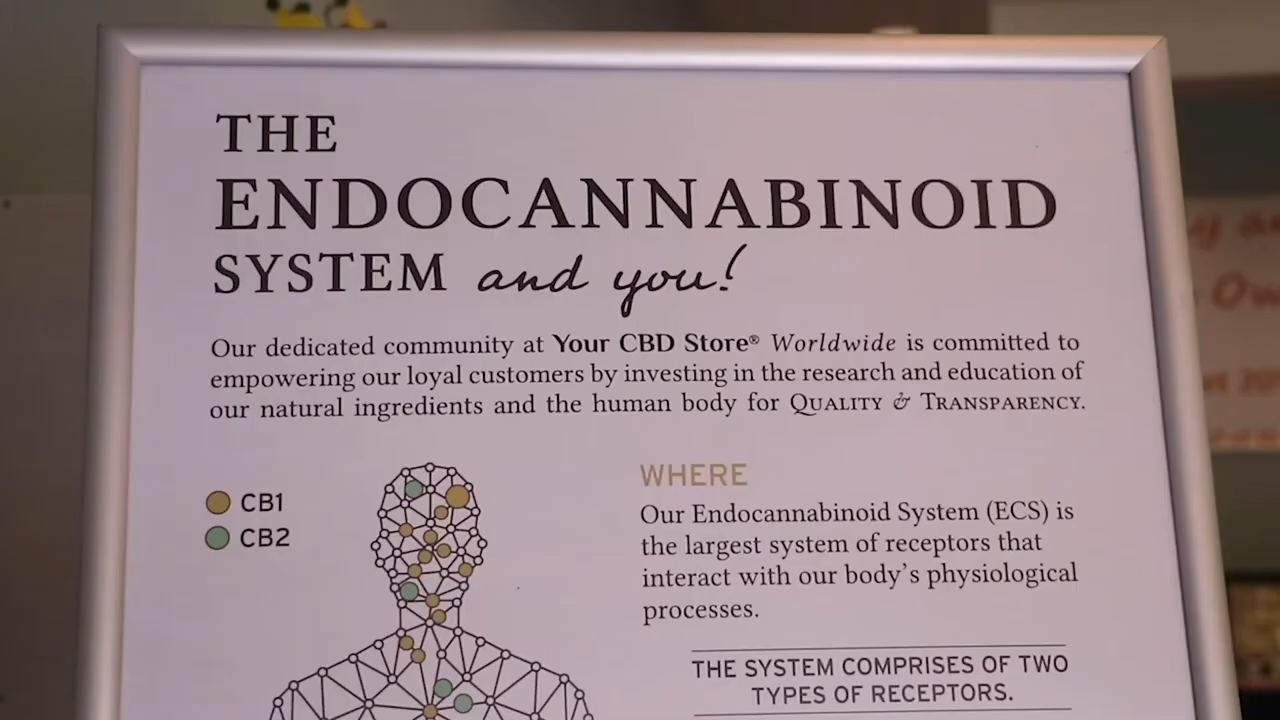 THE
ENDOCANNABINOID
SYSTEM and you!
Our dedicated community at Your CBD Store® Worldwide is committed to
empowering our loyal customers by investing in the research and education of
our natural ingredients and the human body for QUALITY & TRANSPARENCY.
CB1
CB2
WHERE
Our Endocannabinoid System (ECS) is
the largest system of receptors that
interact with our body's physiological
processes.
THE SYSTEM COMPRISES OF TWO
TYPES OF RECEPTORS.